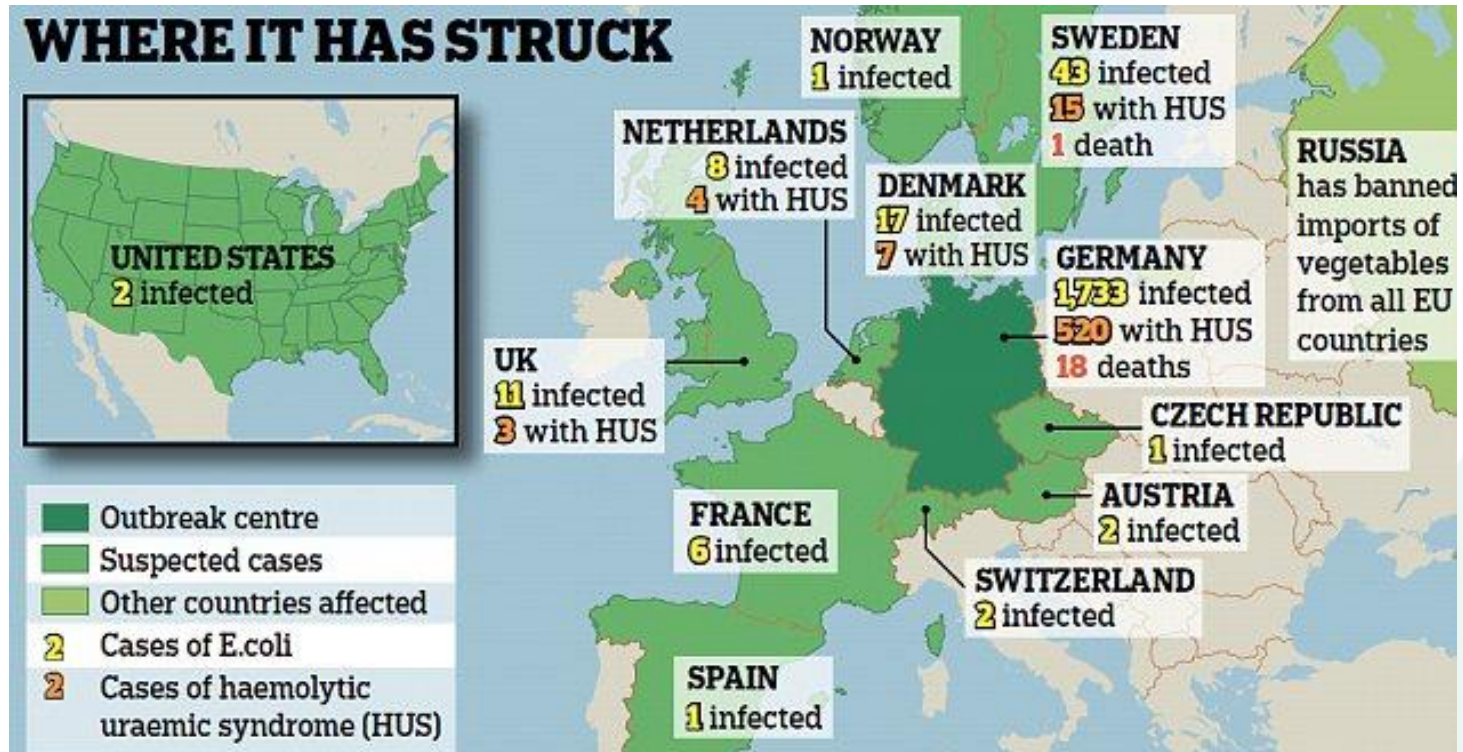 WHERE IT HAS STRUCK
UNITED STATES
2 infected
NORWAY
1 infected
SWEDEN
43 infected
15 with HUS
1 death
NETHERLANDS
8 infected
4 with HUS
DENMARK
17 infected
7 with HUS
RUSSIA
has banned
imports of
vegetables
from all EU
countries
GERMANY
1,733 infected
520 with HUS
18 deaths
UK
11 infected
3 with HUS
CZECH REPUBLIC
1 infected
AUSTRIA
2 infected
FRANCE
6 infected
SWITZERLAND
2 infected
SPAIN
1 infected
Outbreak centre
Suspected cases
Other countries affected
2 Cases of E.coli
2 Cases of haemolytic
uraemic syndrome (HUS)